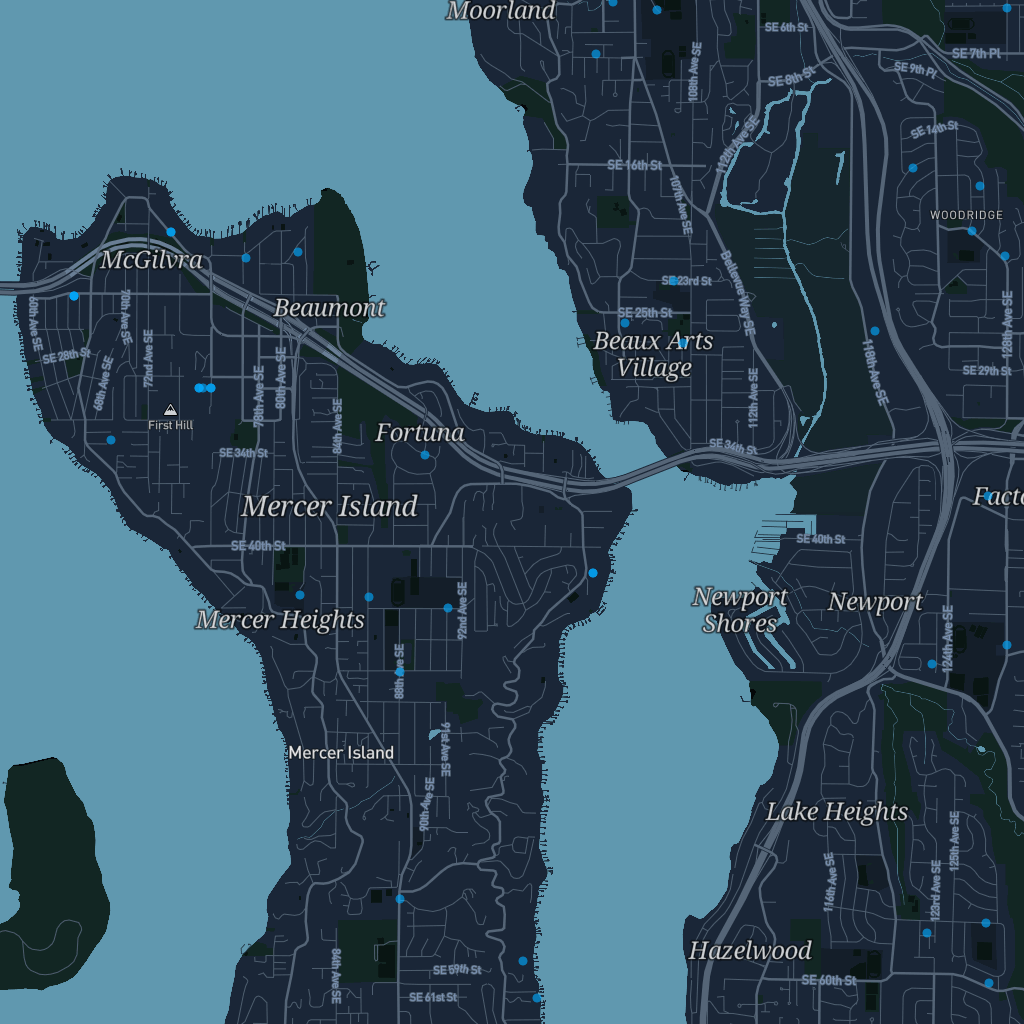 Moorland
SE 6th St
SE 7th Pl
SE 9th Pl
SE 8th St
108th Ave SE
SE 14th St
112th Ave SE
SE 16th St
107th Ave SE
WOODRIDGE
McGilvra
Bellevue Way SE
SE 23rd St
Beaumont
60th Ave SE
70th Ave SE
SE 25th St
128th Ave SE
72nd Ave SE
SE 28th St
Beaux Arts
Village
118th Ave SE
68th Ave SE
80th Ave SE
78th Ave SE
SE 29th St
112th Ave SE
First Hill
84th Ave SE
Fortuna
SE 34th St
SE 34th St
Mercer Island
Facto
SE 40th St
SE 40th St
Newport
Shores
Newport
Mercer Heights
92nd Ave SE
124th Ave SE
88th Ave SE
Mercer Island
91st Ave SE
90th Ave SE
Lake Heights
125th Ave SE
116th Ave SE
123rd Ave SE
Hazelwood
84th Ave SE
SE 59th St
SE 60th St
SE 61st St